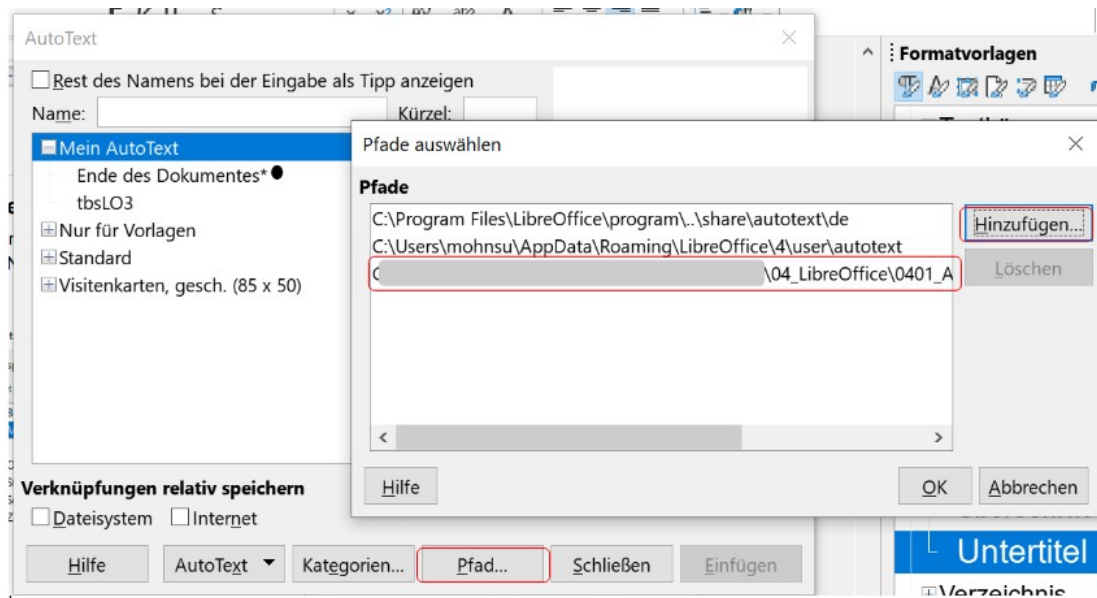 AutoText
Rest des Namens bei der Eingabe als Tipp anzeigen
Name:
Kürzel:
Mein AutoText
Ende des Dokumentes*
tbsLO3
Nur für Vorlagen
Standard
Visitenkarten, gesch. (85 x 50)
Verknüpfungen relativ speichern
Dateisystem Internet
Hilfe AutoText Kategorien... Pfad... Schließen Einfügen
Pfade auswählen
Pfade
C:\Program Files\LibreOffice\program\..\share\autotext\de
C:\Users\mohnsu\AppData\Roaming\LibreOffice\4\user\autotext
\04_LibreOffice\0401_A
Hinzufügen...
Löschen
Hilfe OK Abbrechen
Formatvorlagen
Untertitel
Verzeichnis